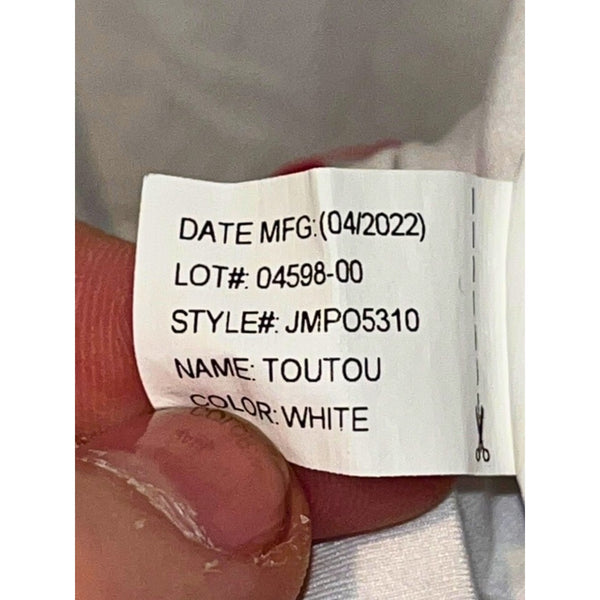 DATE MFG:(04/2022)
LOT#: 04598-00
STYLE#: JMPO5310
NAME: TOUTOU
COLOR: WHITE